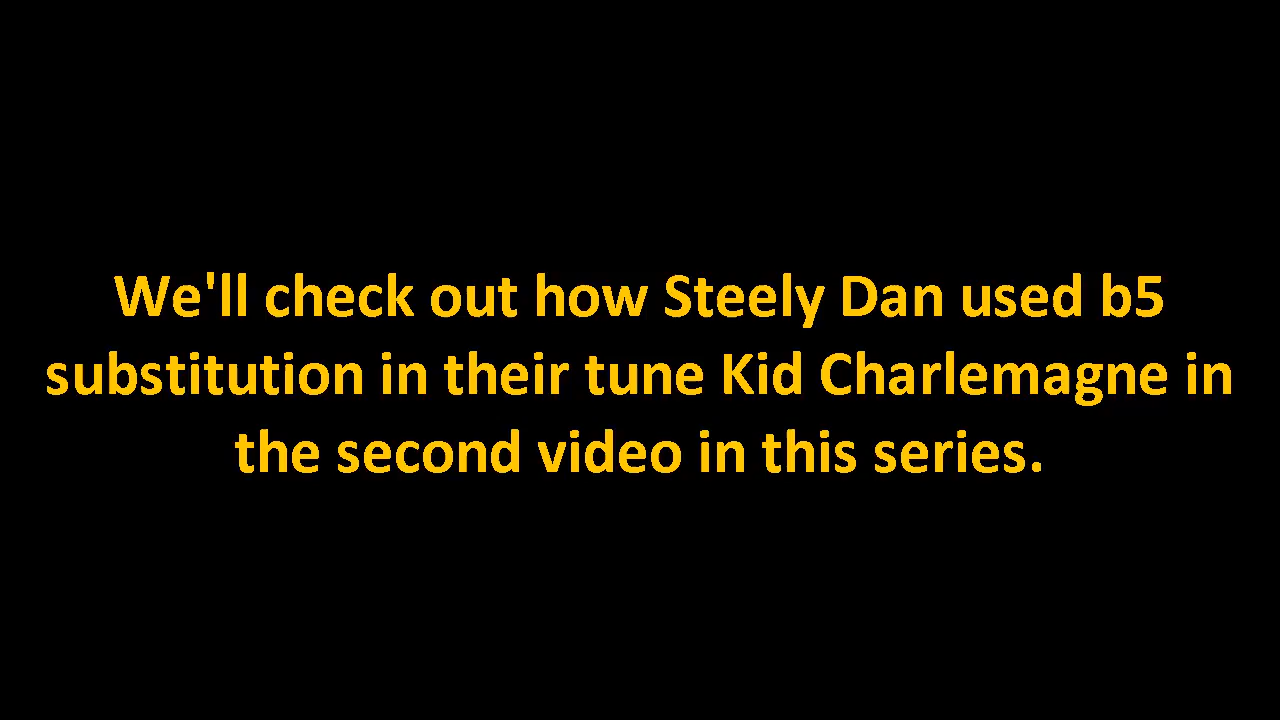 We'll check out how Steely Dan used b5
substitution in their tune Kid Charlemagne in
the second video in this series.